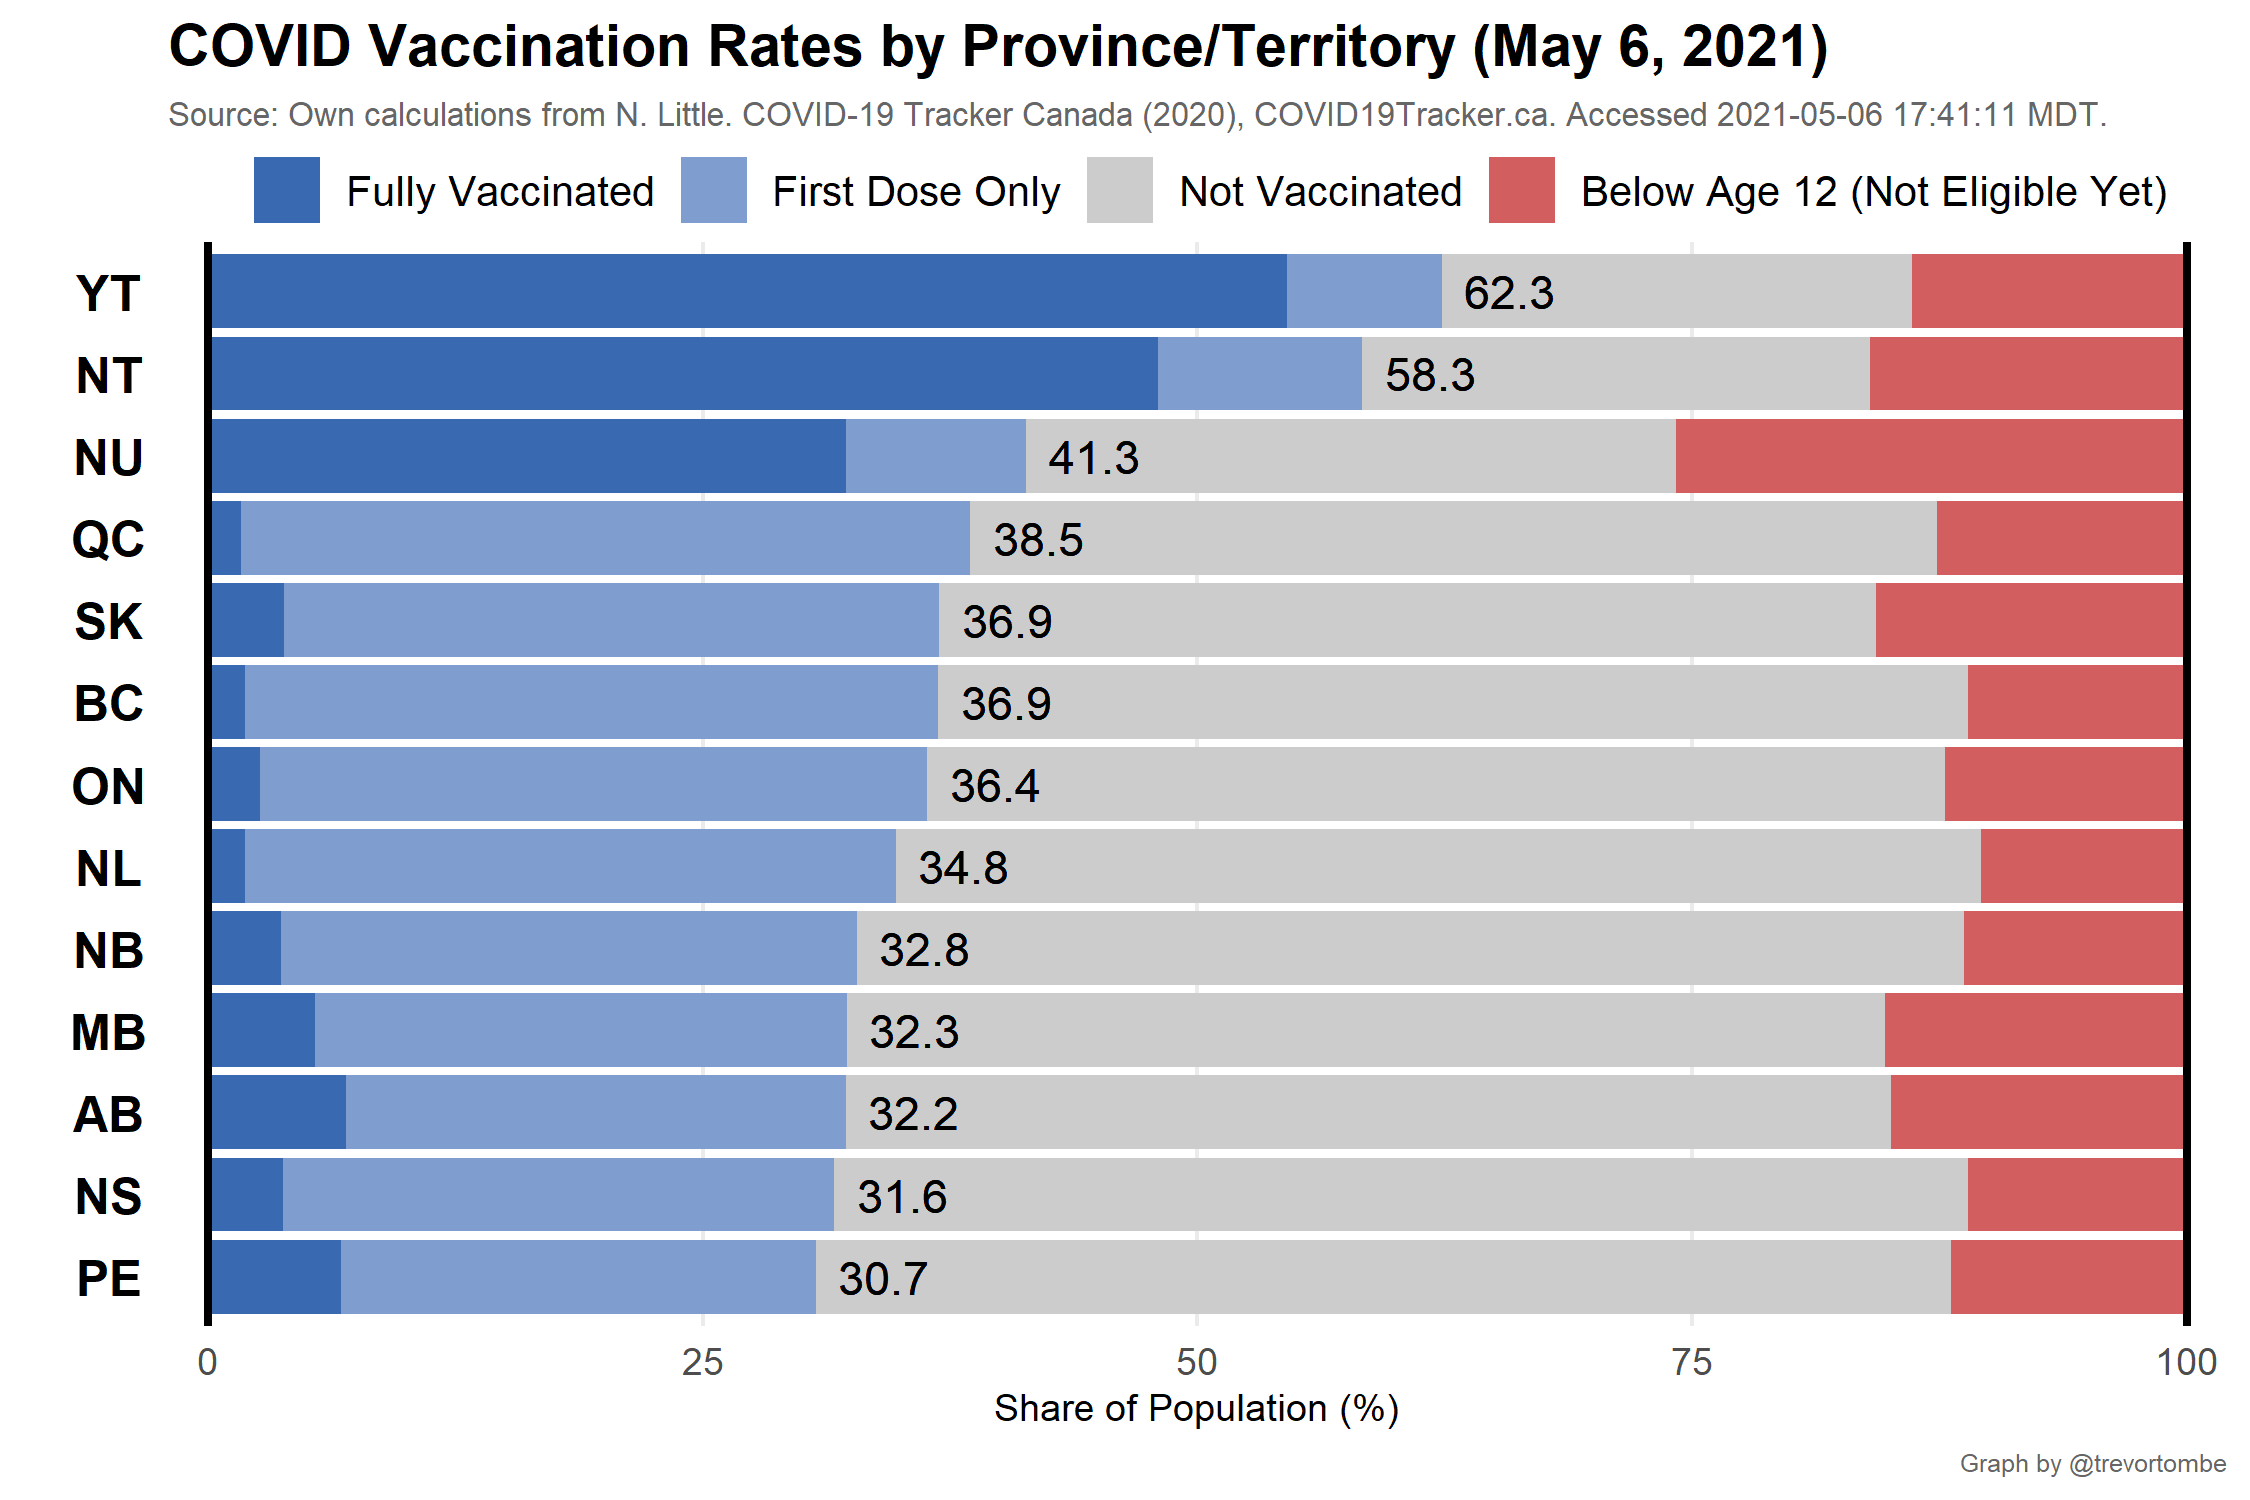 COVID Vaccination Rates by Province/Territory (May 6, 2021)
Source: Own calculations from N. Little. COVID-19 Tracker Canada (2020), COVID19Tracker.ca. Accessed 2021-05-06 17:41:11 MDT.
Fully Vaccinated First Dose Only Not Vaccinated Below Age 12 (Not Eligible Yet)
YT 62.3
NT 58.3
NU 41.3
QC 38.5
SK 36.9
BC 36.9
ON 36.4
NL 34.8
NB 32.8
MB 32.3
AB 32.2
NS 31.6
PE 30.7
0 25 50 75 100
Share of Population (%)
Graph by @trevortombe